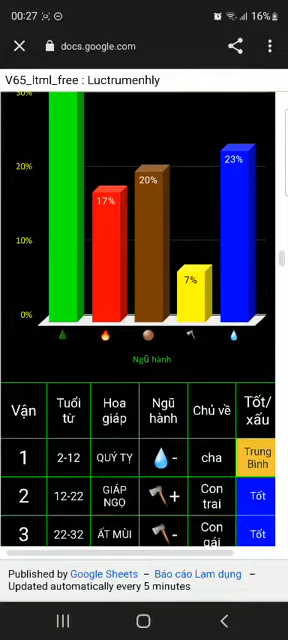 00:27
16%
docs.google.com
V65_ltml_free : Luctrumenhly
30%
20%
10%
0%
17%
20%
7%
23%
Ngũ hành
Vận
Tuổi từ
Hoa giáp
Ngũ hành
Chủ về
Tốt/ xấu
1
2-12
QUÝ TỴ
-
cha
Trung Bình
2
12-22
GIÁP NGỌ
+
Con trai
Tốt
3
22-32
ẤT MÙI
-
Con gái
Tốt
Published by Google Sheets – Báo cáo Lạm dụng –
Updated automatically every 5 minutes